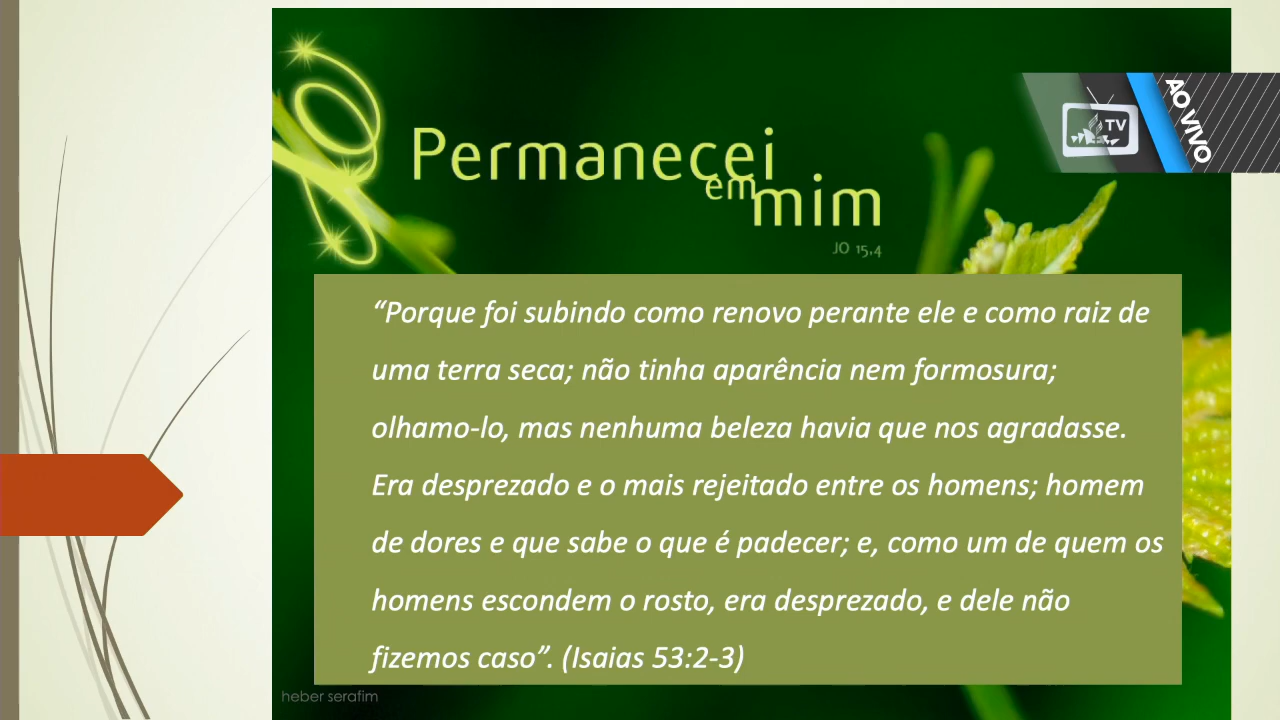 Permanecei
em
mim
JO 15,4
TV
AO VIVO
“Porque foi subindo como renovo perante ele e como raiz de
uma terra seca; não tinha aparência nem formosura;
olhamo-lo, mas nenhuma beleza havia que nos agradasse.
Era desprezado e o mais rejeitado entre os homens; homem
de dores e que sabe o que é padecer; e, como um de quem os
homens escondem o rosto, era desprezado, e dele não
fizemos caso”. (Isaias 53:2-3)
heber serafim